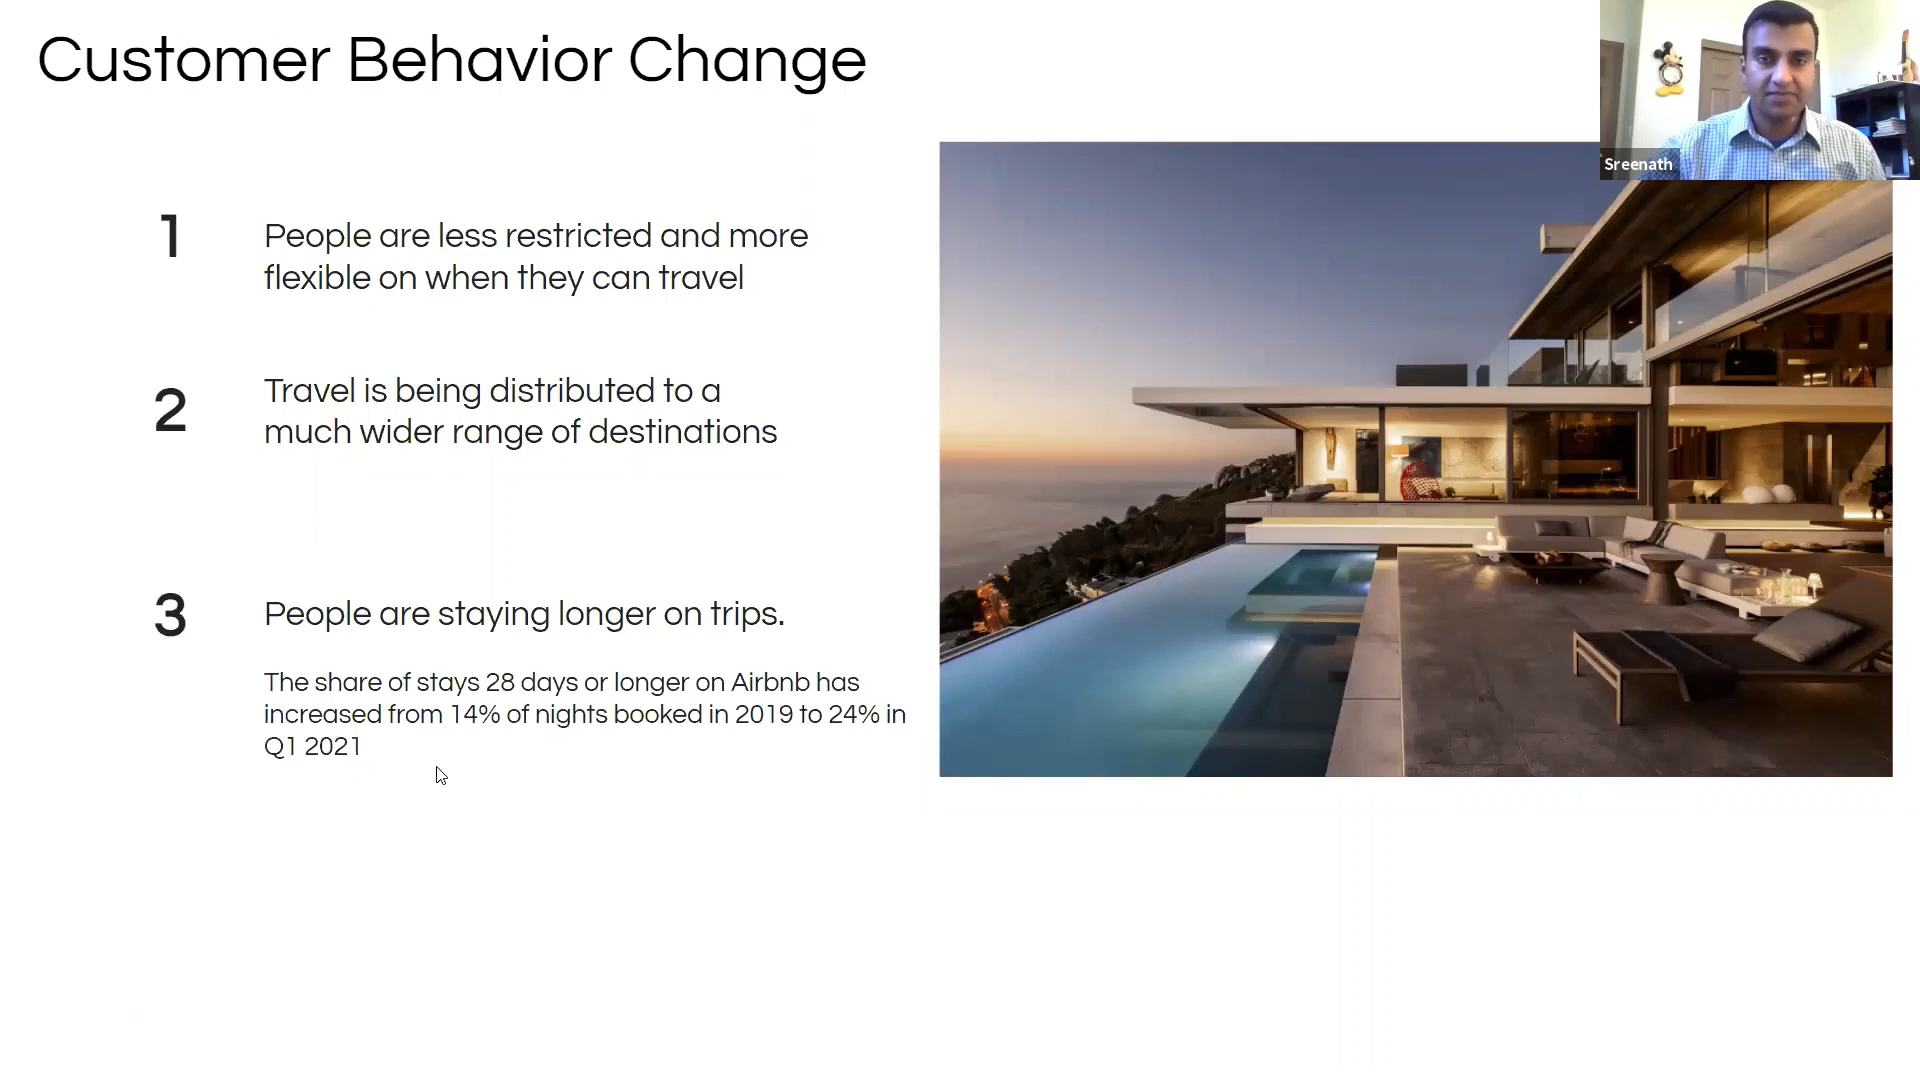 Customer Behavior Change
Sreenath
1
People are less restricted and more
flexible on when they can travel
2
Travel is being distributed to a
much wider range of destinations
3
People are staying longer on trips.
The share of stays 28 days or longer on Airbnb has
increased from 14% of nights booked in 2019 to 24% in
Q1 2021